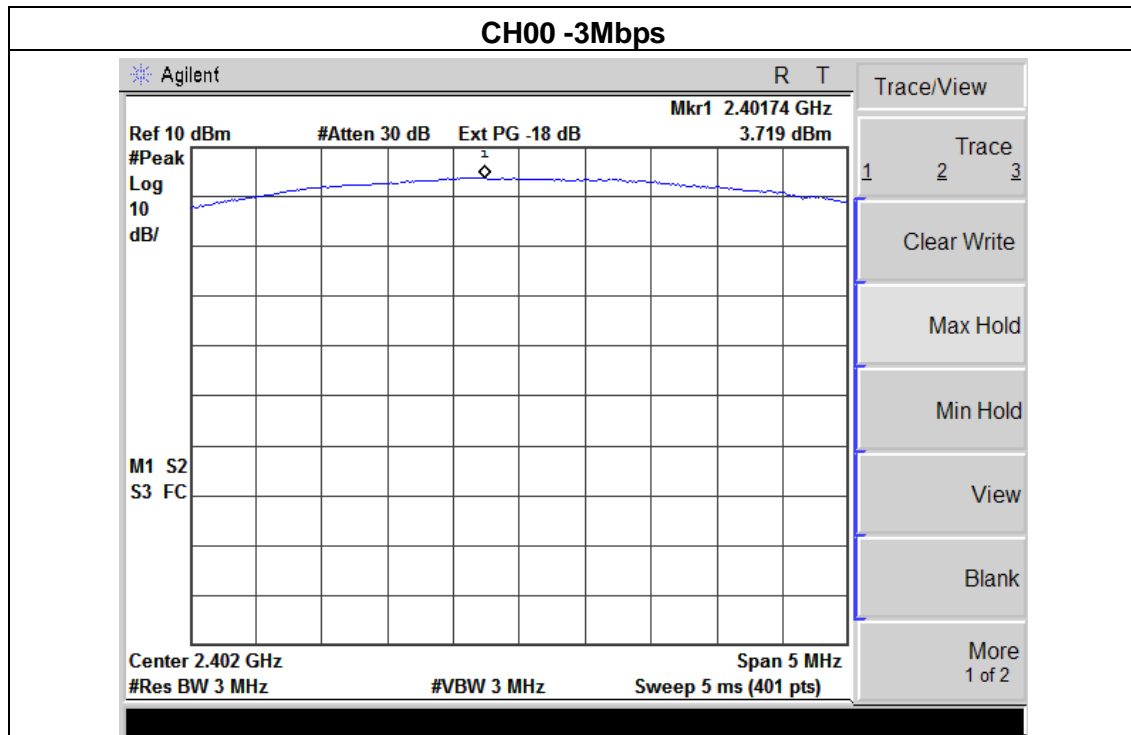 CH00 -3Mbps
Agilent R T
Mkr1 2.40174 GHz
Ref 10 dBm #Atten 30 dB Ext PG -18 dB 3.719 dBm
#Peak
Log
10
dB/
1
M1 S2
S3 FC
Center 2.402 GHz Span 5 MHz
#Res BW 3 MHz #VBW 3 MHz Sweep 5 ms (401 pts)
Trace/View
Trace
1 2 3
Clear Write
Max Hold
Min Hold
View
Blank
More
1 of 2